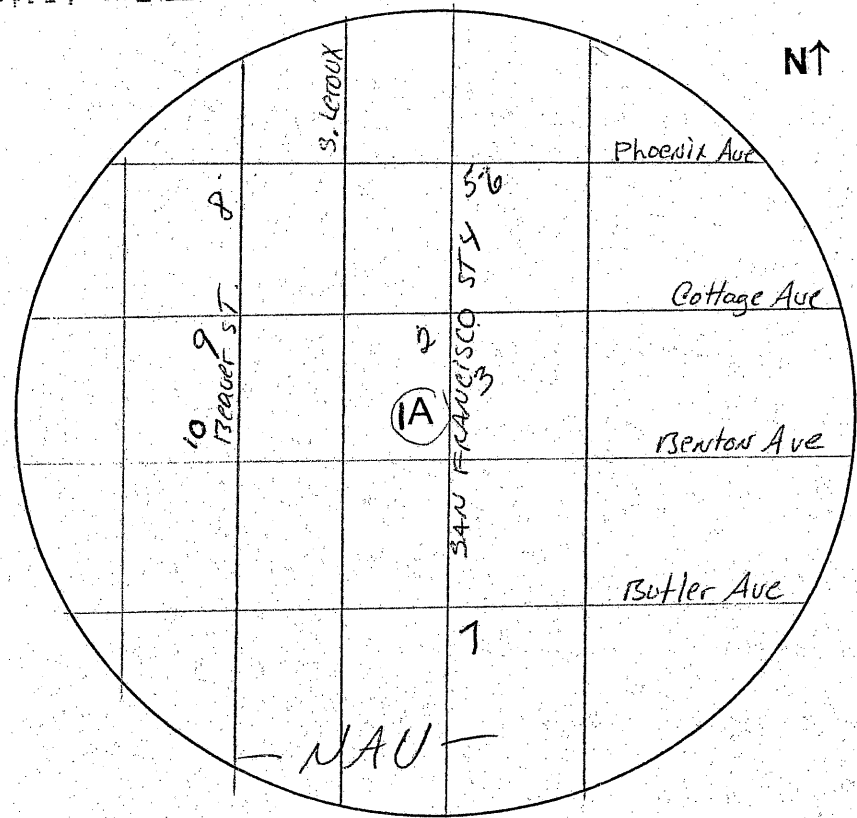 N↑
S. Leroux
Phoenix Ave
5 6
8
SAN FRANCISCO ST 4
Cottage Ave
2
9
Beaver ST.
3
1A
10
Benton Ave
Butler Ave
7
- NAU -